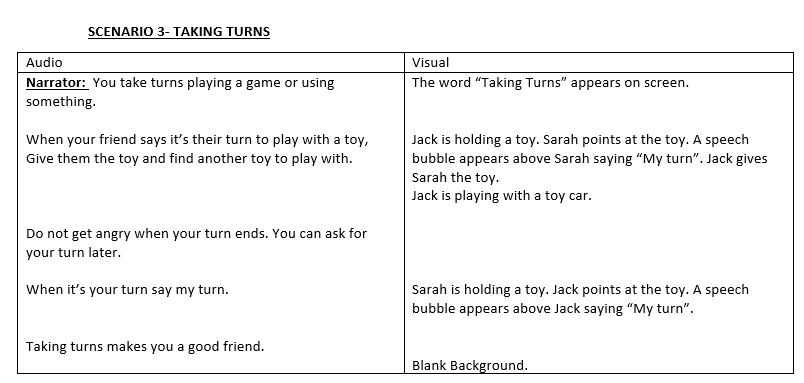 SCENARIO 3- TAKING TURNS
Audio
Narrator: You take turns playing a game or using
something.
When your friend says it’s their turn to play with a toy,
Give them the toy and find another toy to play with.
Do not get angry when your turn ends. You can ask for
your turn later.
When it’s your turn say my turn.
Taking turns makes you a good friend.
Visual
The word “Taking Turns” appears on screen.
Jack is holding a toy. Sarah points at the toy. A speech
bubble appears above Sarah saying “My turn”. Jack gives
Sarah the toy.
Jack is playing with a toy car.
Sarah is holding a toy. Jack points at the toy. A speech
bubble appears above Jack saying “My turn”.
Blank Background.